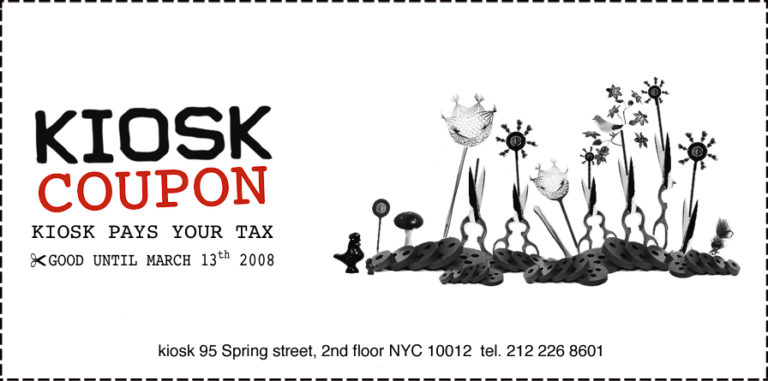 KIOSK
COUPON
KIOSK PAYS YOUR TAX
GOOD UNTIL MARCH 13th 2008
kiosk 95 Spring street, 2nd floor NYC 10012 tel. 212 226 8601